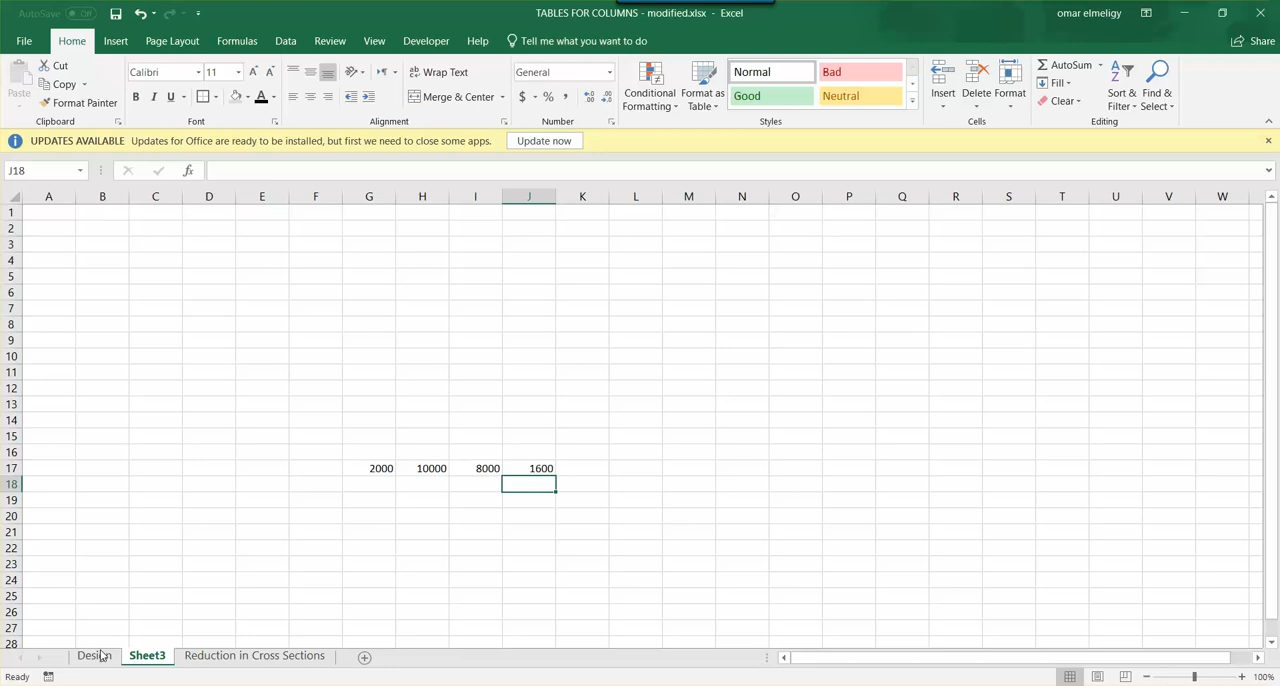 AutoSave Off TABLES FOR COLUMNS - modified.xlsx - Excel omar elmeligy
File Home Insert Page Layout Formulas Data Review View Developer Help Tell me what you want to do Share
Paste Cut Copy Format Painter
Clipboard
Calibri 11
B I U A
Font
Wrap Text
Merge & Center
Alignment
General
$ % ,
Number
Conditional Formatting Format as Table
Normal Bad
Good Neutral
Styles
Insert Delete Format
Cells
AutoSum
Fill
Clear
Sort & Filter Find & Select
Editing
UPDATES AVAILABLE Updates for Office are ready to be installed, but first we need to close some apps. Update now
J18 fx
A B C D E F G H I J K L M N O P Q R S T U V W
1
2
3
4
5
6
7
8
9
10
11
12
13
14
15
16
17 2000 10000 8000 1600
18
19
20
21
22
23
24
25
26
27
28
Design Sheet3 Reduction in Cross Sections
Ready 100%